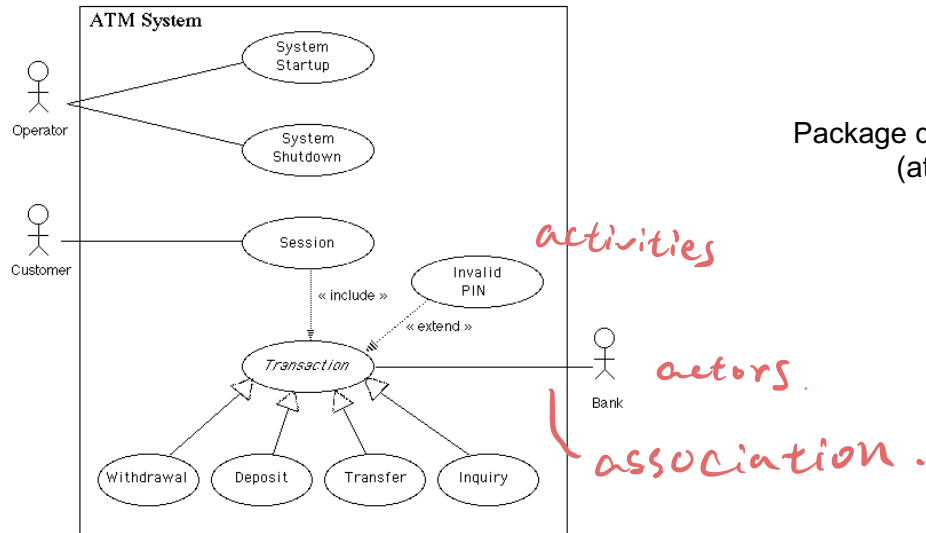 ATM System
System
Startup
Operator
System
Shutdown
Package
(at
Session
Customer
activities
Invalid
PIN
« include »
« extend »
Transaction
actors.
Bank
association.
Withdrawal
Deposit
Transfer
Inquiry